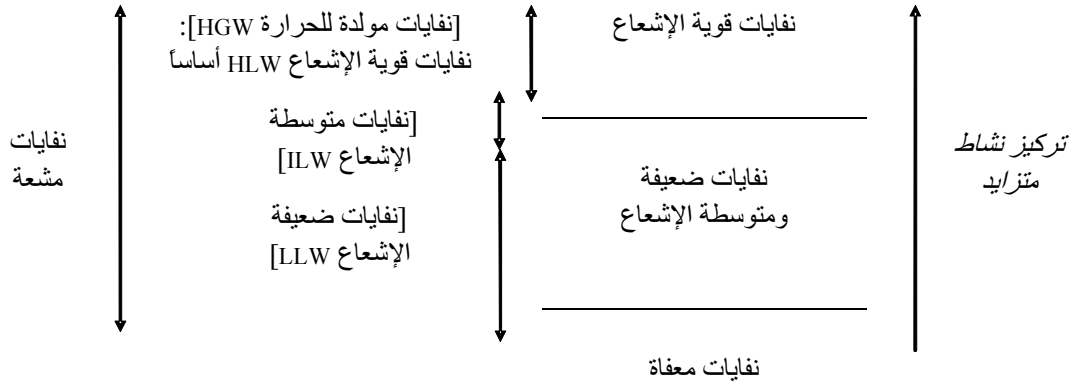 نفايات قوية الإشعاع
[نفايات مولدة للحرارة HGW]:
نفايات قوية الإشعاع HLW أساساً
[نفايات متوسطة
الإشعاع ILW]
[نفايات ضعيفة
الإشعاع LLW]
نفايات ضعيفة
ومتوسطة الإشعاع
نفايات معفاة
تركيز نشاط
متزايد
نفايات
مشعة